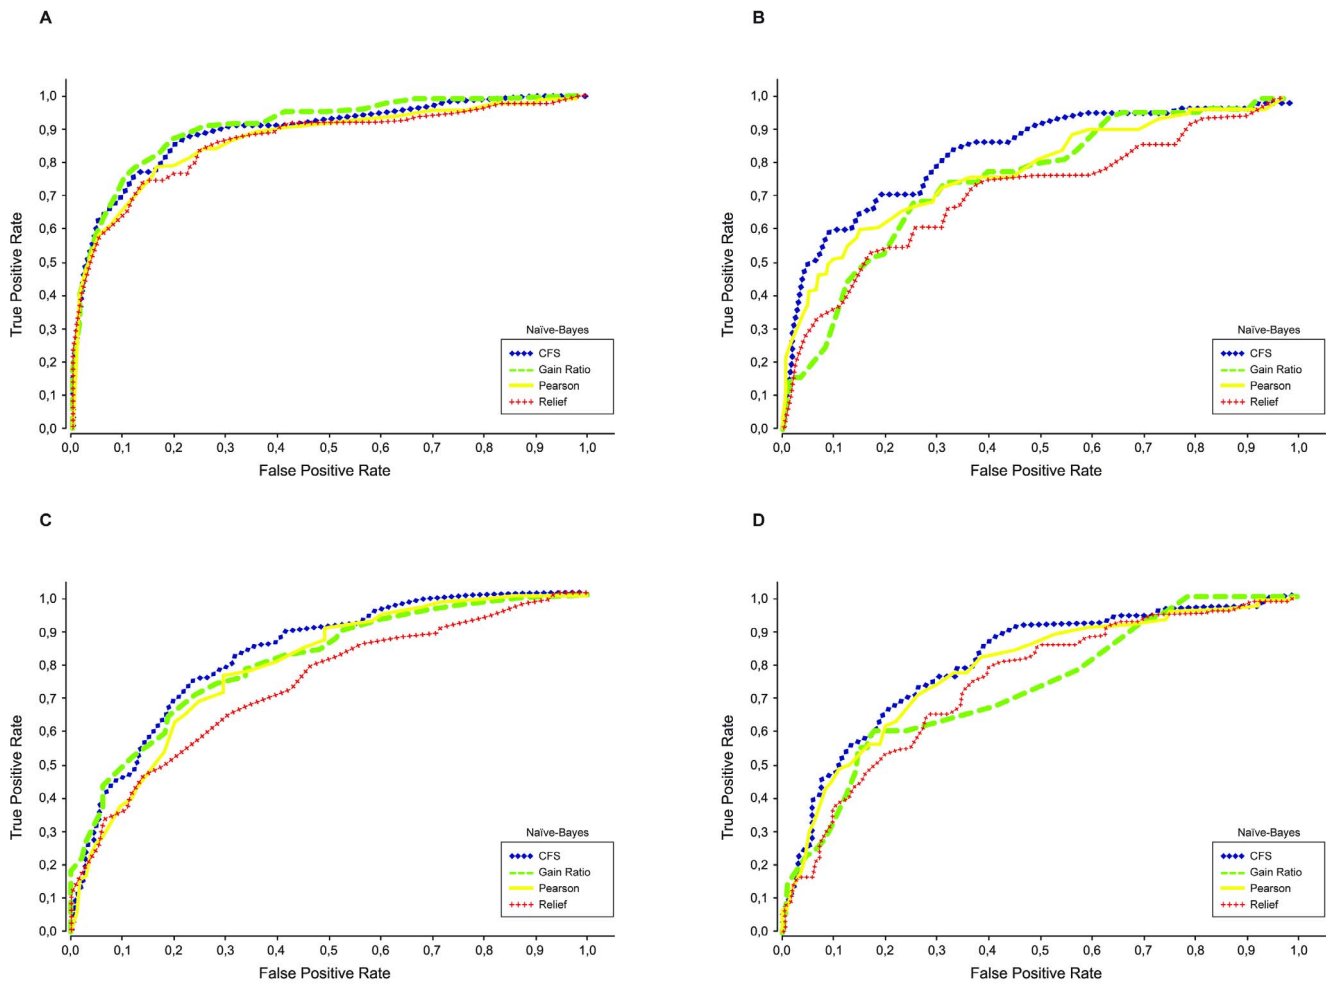 A
1,0
0,9
0,8
0,7
0,6
0,5
0,4
0,3
0,2
0,1
0,0
True Positive Rate
0,0 0,1 0,2 0,3 0,4 0,5 0,6 0,7 0,8 0,9 1,0
False Positive Rate
Naïve-Bayes
CFS
Gain Ratio
Pearson
Relief
B
1,0
0,9
0,8
0,7
0,6
0,5
0,4
0,3
0,2
0,1
0,0
True Positive Rate
0,0 0,1 0,2 0,3 0,4 0,5 0,6 0,7 0,8 0,9 1,0
False Positive Rate
Naïve-Bayes
CFS
Gain Ratio
Pearson
Relief
C
1,0
0,9
0,8
0,7
0,6
0,5
0,4
0,3
0,2
0,1
0,0
True Positive Rate
0,0 0,1 0,2 0,3 0,4 0,5 0,6 0,7 0,8 0,9 1,0
False Positive Rate
Naïve-Bayes
CFS
Gain Ratio
Pearson
Relief
D
1,0
0,9
0,8
0,7
0,6
0,5
0,4
0,3
0,2
0,1
0,0
True Positive Rate
0,0 0,1 0,2 0,3 0,4 0,5 0,6 0,7 0,8 0,9 1,0
False Positive Rate
Naïve-Bayes
CFS
Gain Ratio
Pearson
Relief